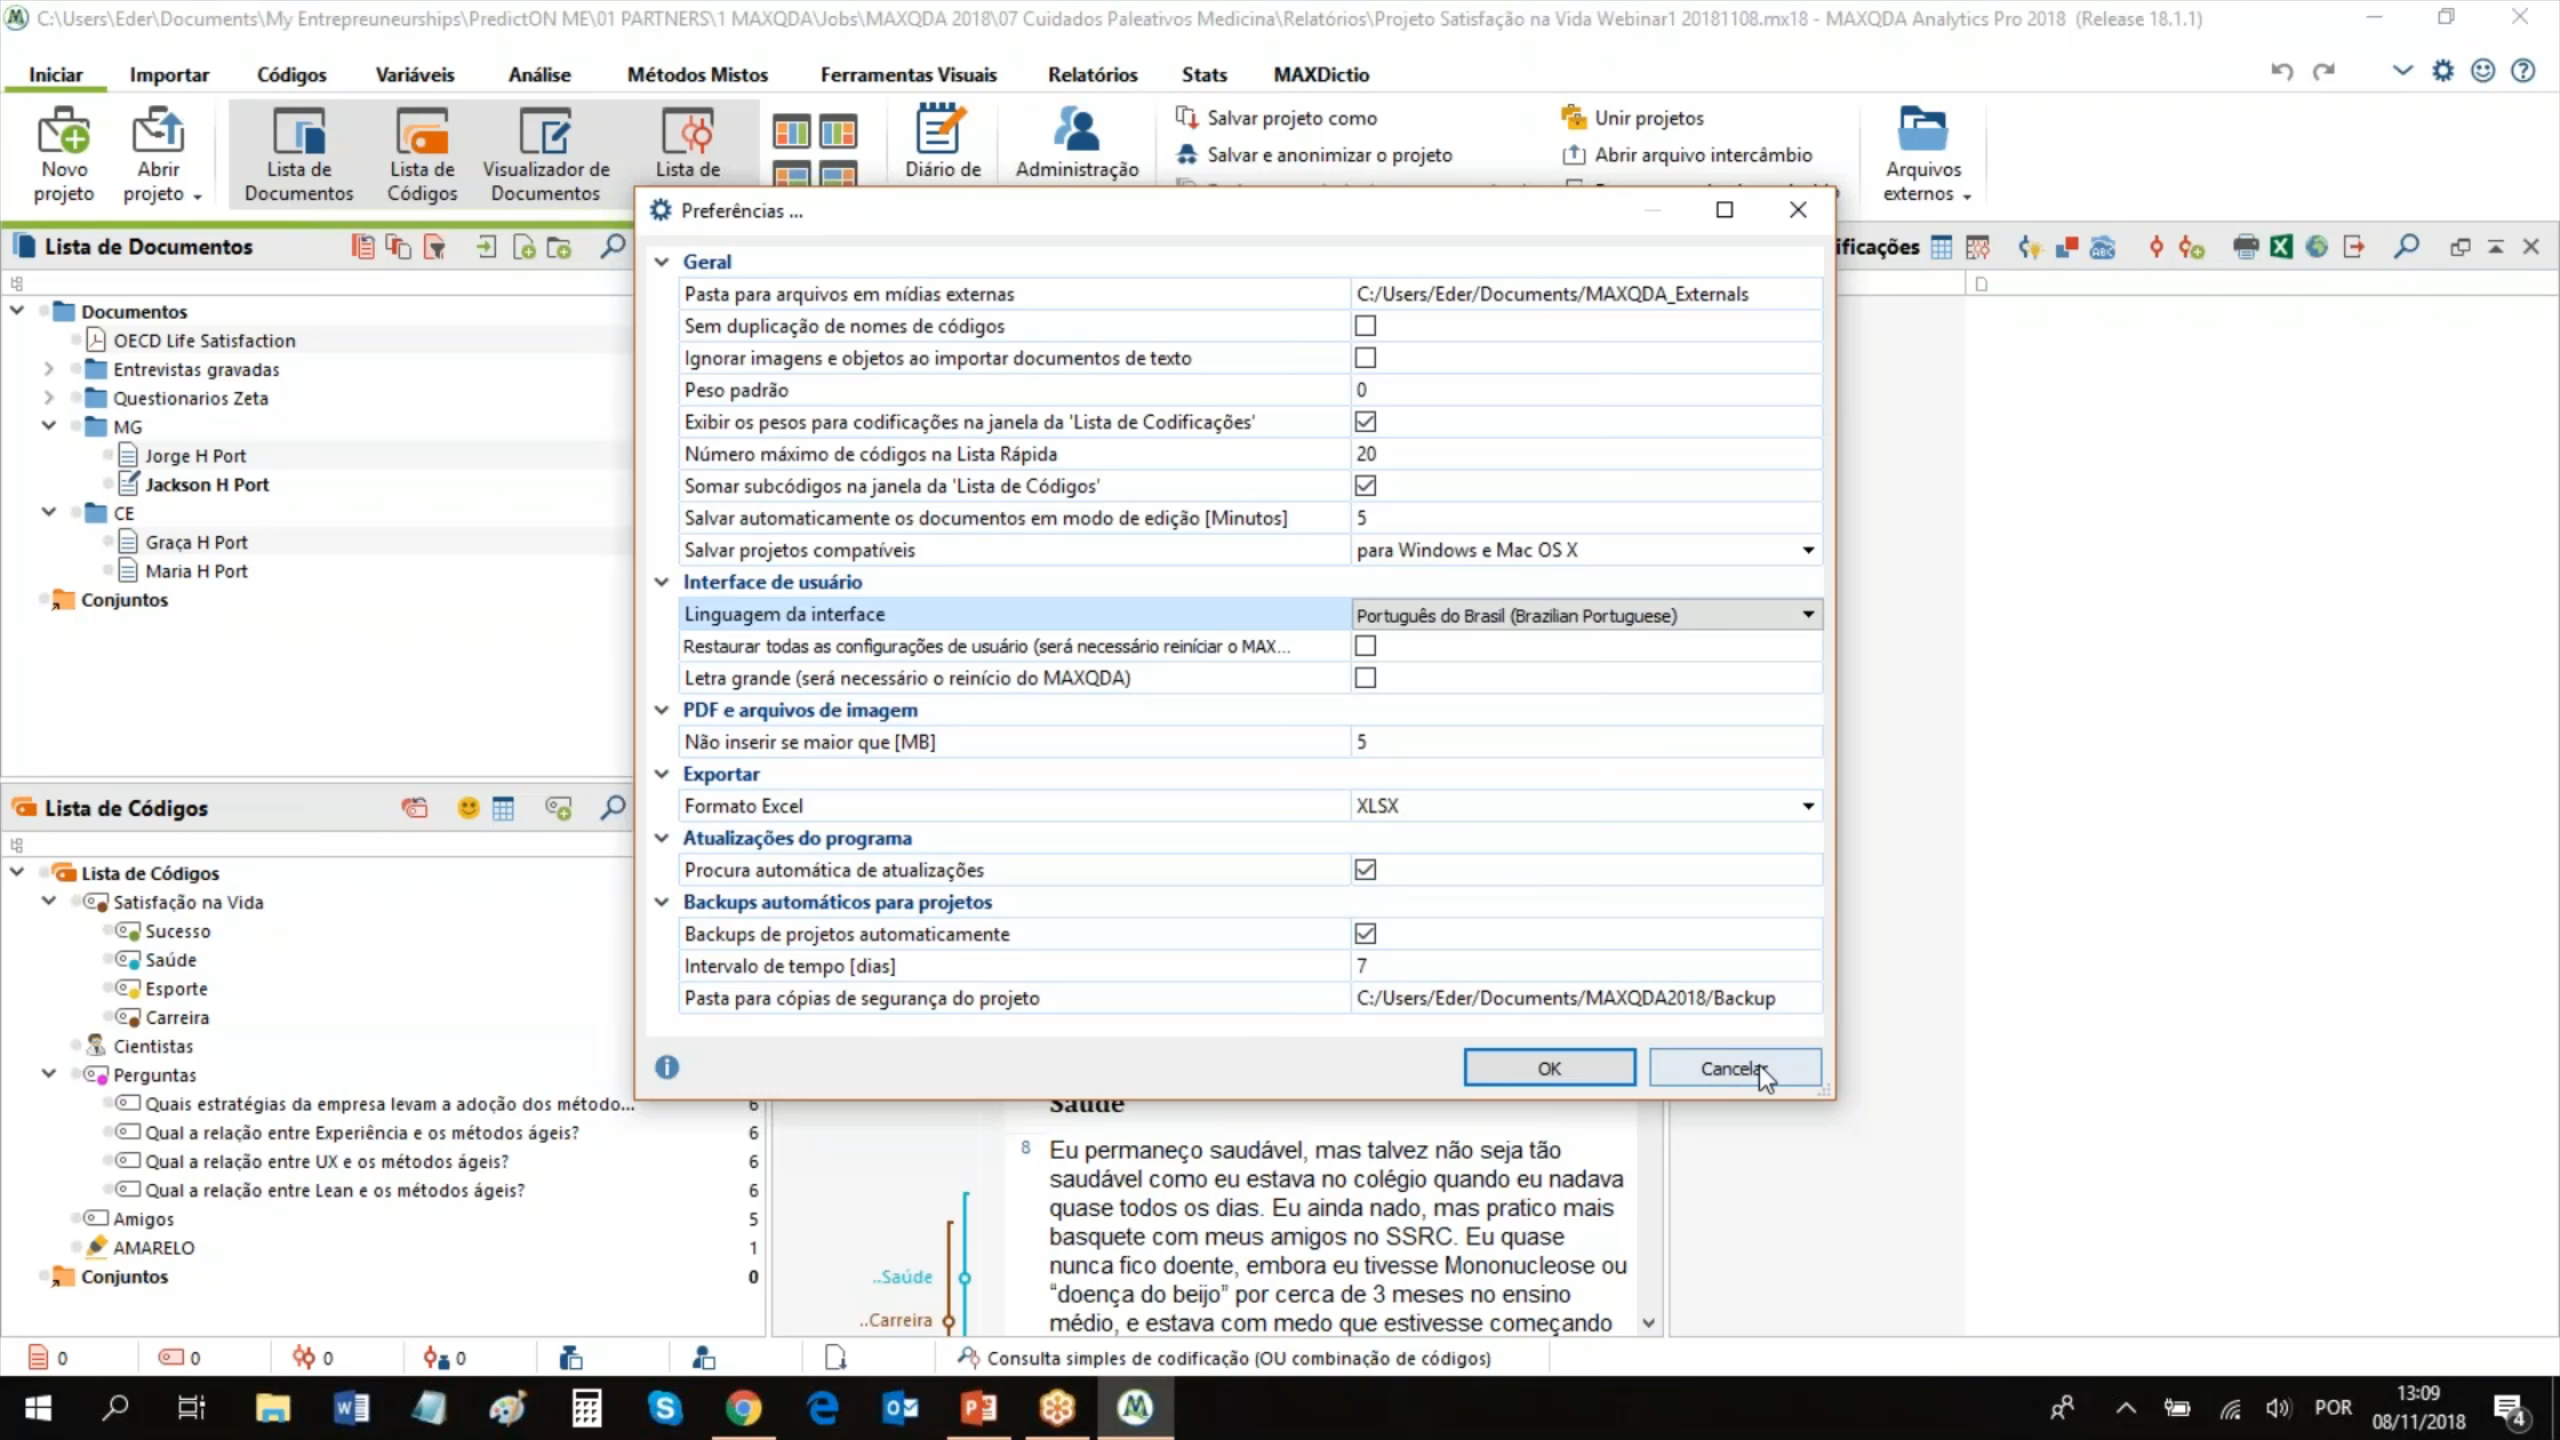 C:\Users\Eder\Documents\My Entrepreuneurships\PredictON ME\01 PARTNERS\1 MAXQDA\Jobs\MAXQDA 2018\07 Cuidados Paleativos Medicina\Relatórios\Projeto Satisfação na Vida Webinar1 20181108.mx18 - MAXQDA Analytics Pro 2018 (Release 18.1.1)
Iniciar Importar Códigos Variáveis Análise Métodos Mistos Ferramentas Visuais Relatórios Stats MAXDictio
Novo projeto
Abrir projeto
Lista de Documentos
Lista de Códigos
Visualizador de Documentos
Lista de
Diário de
Administração
Salvar projeto como
Salvar e anonimizar o projeto
Unir projetos
Abrir arquivo intercâmbio
Arquivos externos
Lista de Documentos
Documentos
OECD Life Satisfaction
Entrevistas gravadas
Questionarios Zeta
MG
Jorge H Port
Jackson H Port
CE
Graça H Port
Maria H Port
Conjuntos
Lista de Códigos
Lista de Códigos
Satisfação na Vida
Sucesso
Saúde
Esporte
Carreira
Cientistas
Perguntas
Quais estratégias da empresa levam a adoção dos método... 6
Qual a relação entre Experiência e os métodos ágeis? 6
Qual a relação entre UX e os métodos ágeis? 6
Qual a relação entre Lean e os métodos ágeis? 6
Amigos 5
AMARELO 1
Conjuntos 0
Preferências ...
Geral
Pasta para arquivos em mídias externas C:/Users/Eder/Documents/MAXQDA_Externals
Sem duplicação de nomes de códigos
Ignorar imagens e objetos ao importar documentos de texto
Peso padrão 0
Exibir os pesos para codificações na janela da 'Lista de Codificações'
Número máximo de códigos na Lista Rápida 20
Somar subcódigos na janela da 'Lista de Códigos'
Salvar automaticamente os documentos em modo de edição [Minutos] 5
Salvar projetos compatíveis para Windows e Mac OS X
Interface de usuário
Linguagem da interface Português do Brasil (Brazilian Portuguese)
Restaurar todas as configurações de usuário (será necessário reiníciar o MAX...
Letra grande (será necessário o reinício do MAXQDA)
PDF e arquivos de imagem
Não inserir se maior que [MB] 5
Exportar
Formato Excel XLSX
Atualizações do programa
Procura automática de atualizações
Backups automáticos para projetos
Backups de projetos automaticamente
Intervalo de tempo [dias] 7
Pasta para cópias de segurança do projeto C:/Users/Eder/Documents/MAXQDA2018/Backup
OK Cancelar
ificações
Saúde
8 Eu permaneço saudável, mas talvez não seja tão
saudável como eu estava no colégio quando eu nadava
quase todos os dias. Eu ainda nado, mas pratico mais
basquete com meus amigos no SSRC. Eu quase
nunca fico doente, embora eu tivesse Mononucleose ou
“doença do beijo” por cerca de 3 meses no ensino
médio, e estava com medo que estivesse começando
..Saúde
..Carreira
0 0 0 0
Consulta simples de codificação (OU combinação de códigos)
POR
13:09
08/11/2018
4